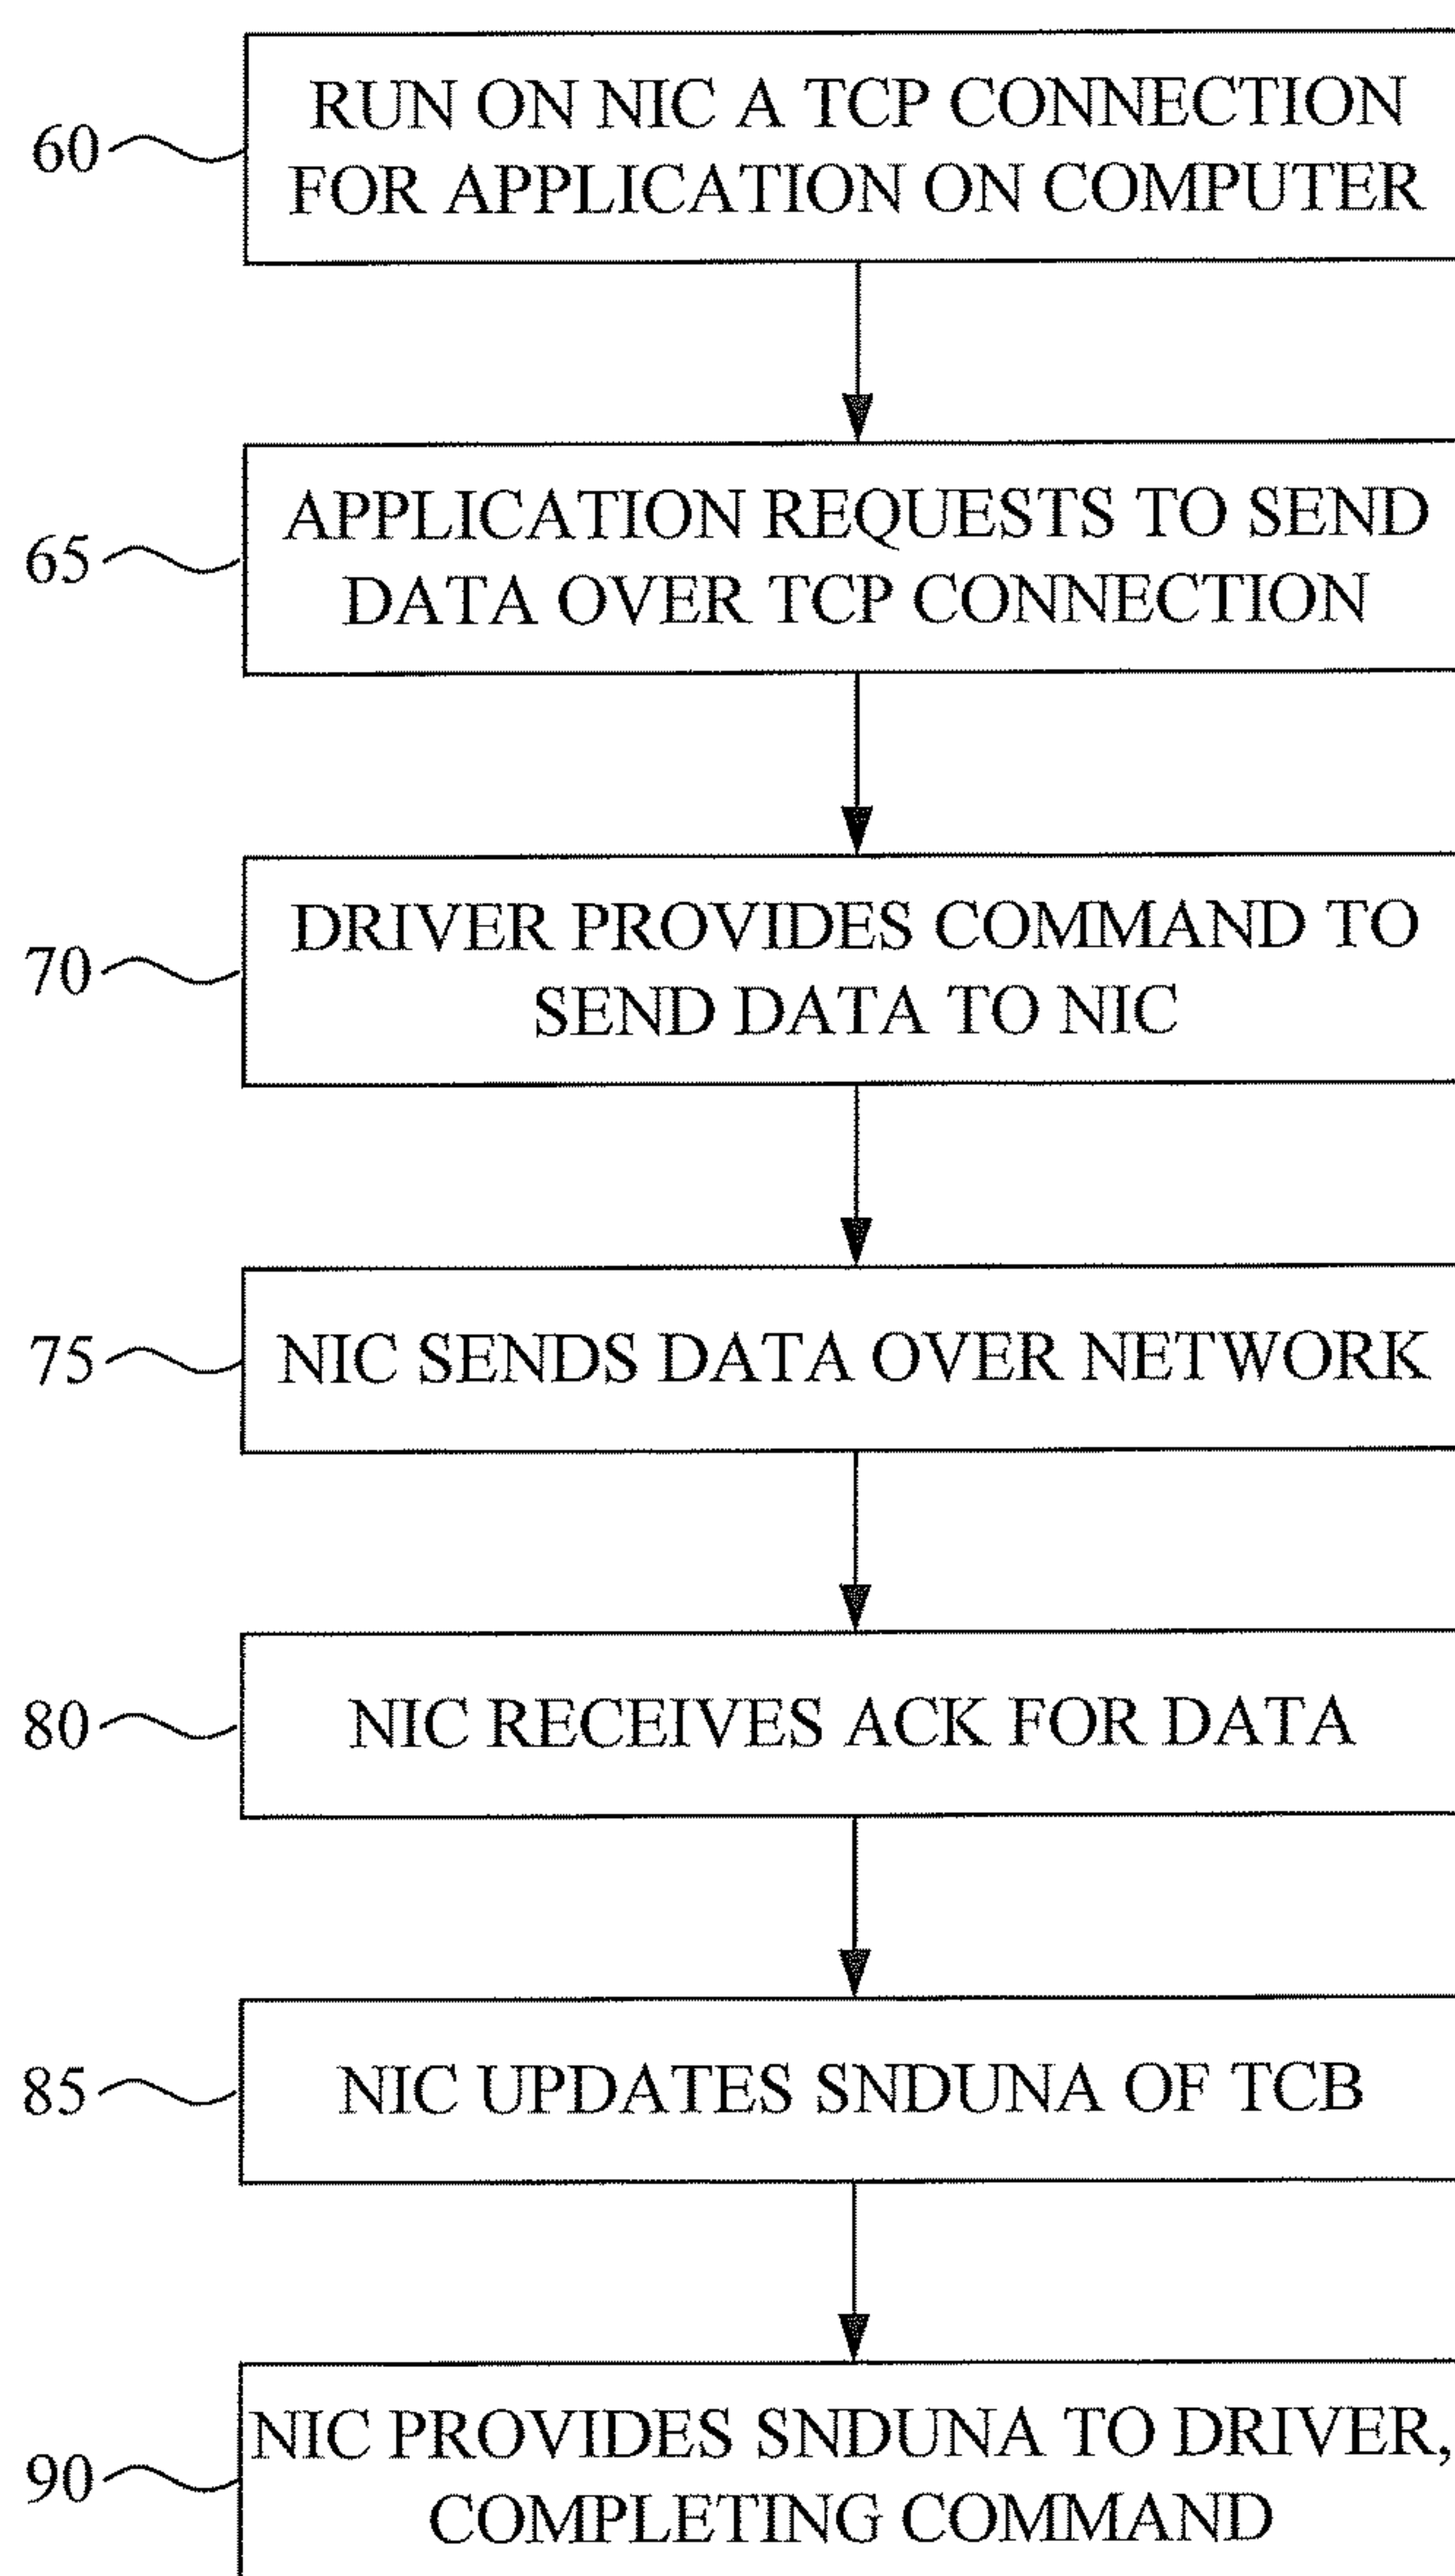 60
RUN ON NIC A TCP CONNECTION
FOR APPLICATION ON COMPUTER
65
APPLICATION REQUESTS TO SEND
DATA OVER TCP CONNECTION
70
DRIVER PROVIDES COMMAND TO
SEND DATA TO NIC
75
NIC SENDS DATA OVER NETWORK
80
NIC RECEIVES ACK FOR DATA
85
NIC UPDATES SNDUNA OF TCB
90
NIC PROVIDES SNDUNA TO DRIVER,
COMPLETING COMMAND